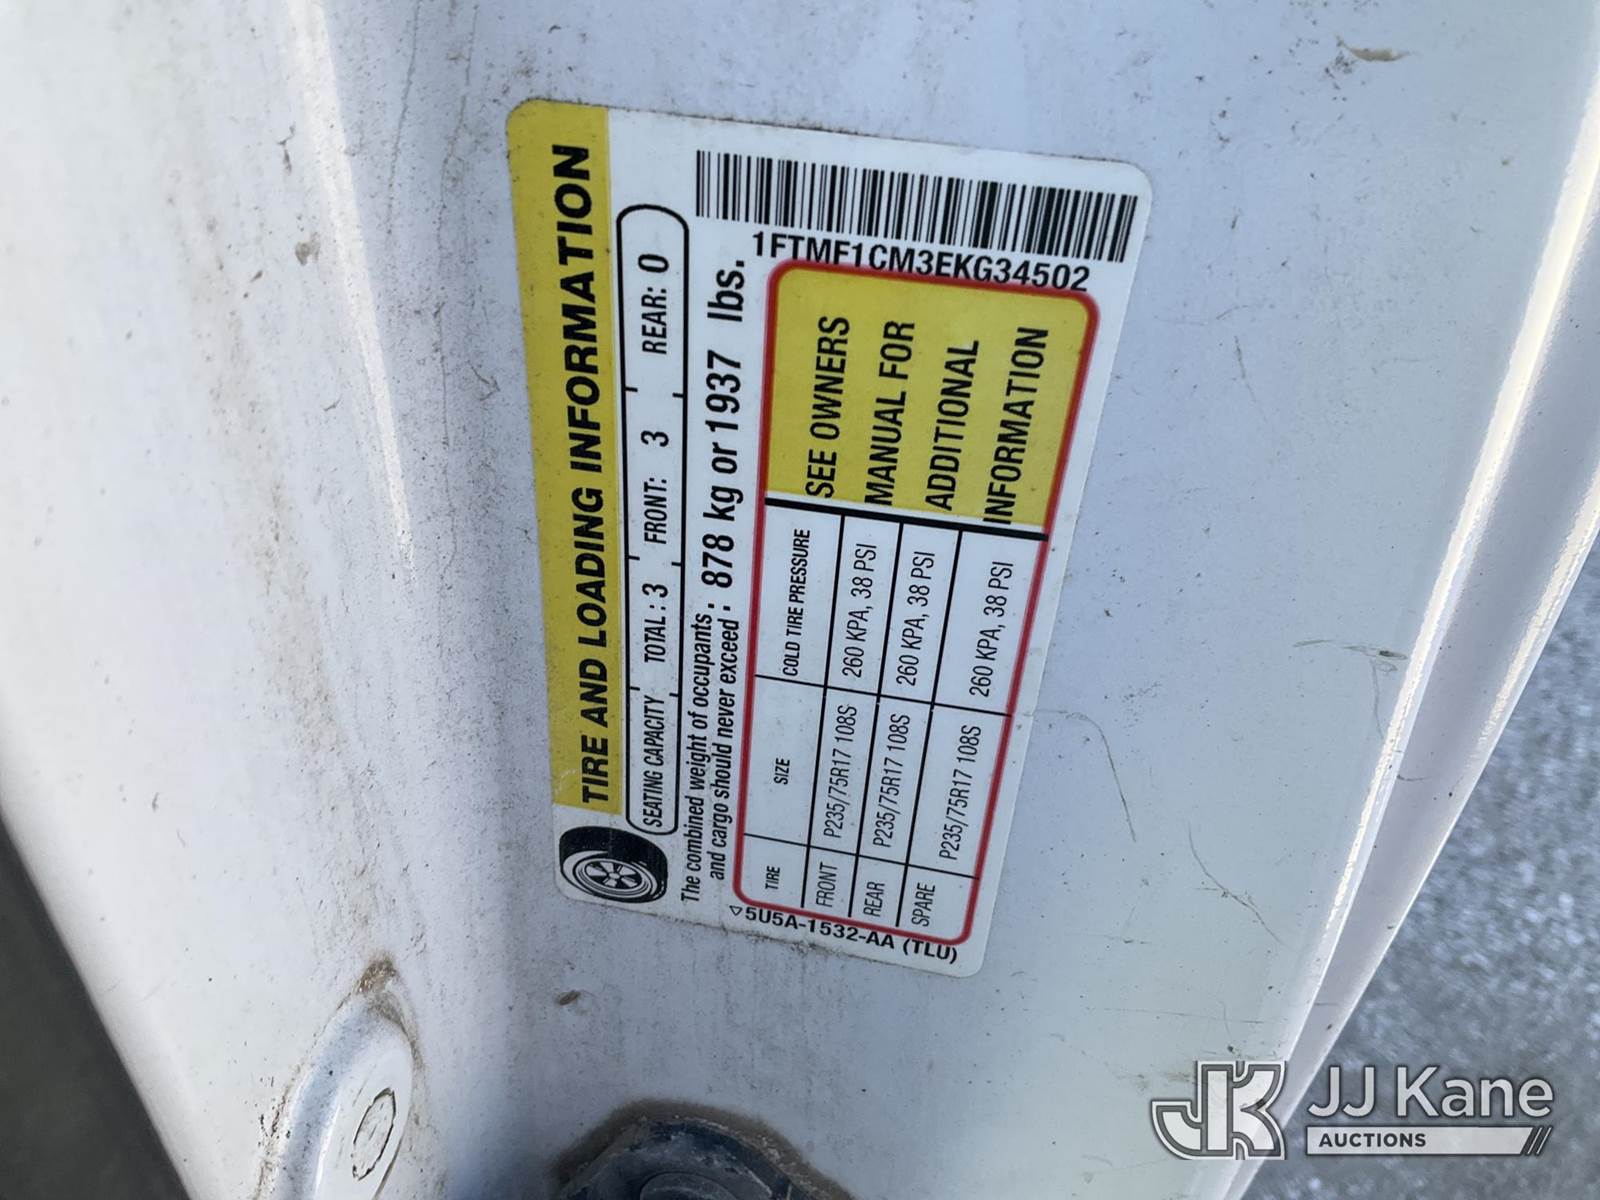 TIRE AND LOADING INFORMATION
SEATING CAPACITY TOTAL: 3 FRONT: 3 REAR: 0
The combined weight of occupants and cargo should never exceed: 878 kg or 1937 lbs.
1FTMF1CM3EKG34502
TIRE SIZE COLD TIRE PRESSURE
FRONT P235/75R17 108S 260 KPA, 38 PSI
REAR P235/75R17 108S 260 KPA, 38 PSI
SPARE P235/75R17 108S 260 KPA, 38 PSI
SEE OWNERS
MANUAL FOR
ADDITIONAL
INFORMATION
▽5U5A-1532-AA (TLU)
JK JJ Kane
AUCTIONS